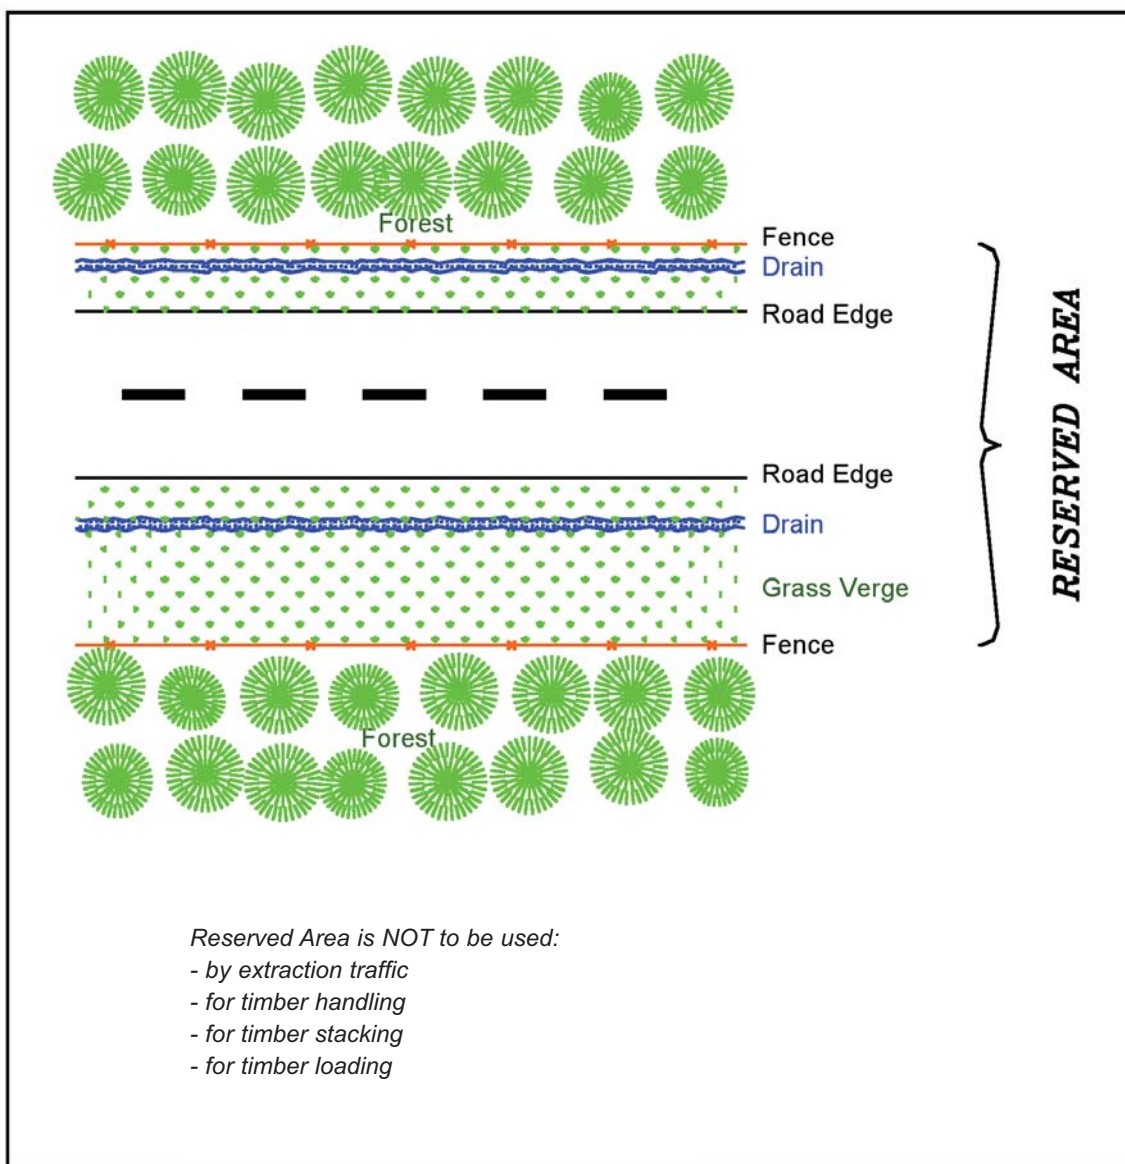 Forest
Fence
Drain
Road Edge
RESERVED AREA
Road Edge
Drain
Grass Verge
Fence
Forest
Reserved Area is NOT to be used:
- by extraction traffic
- for timber handling
- for timber stacking
- for timber loading